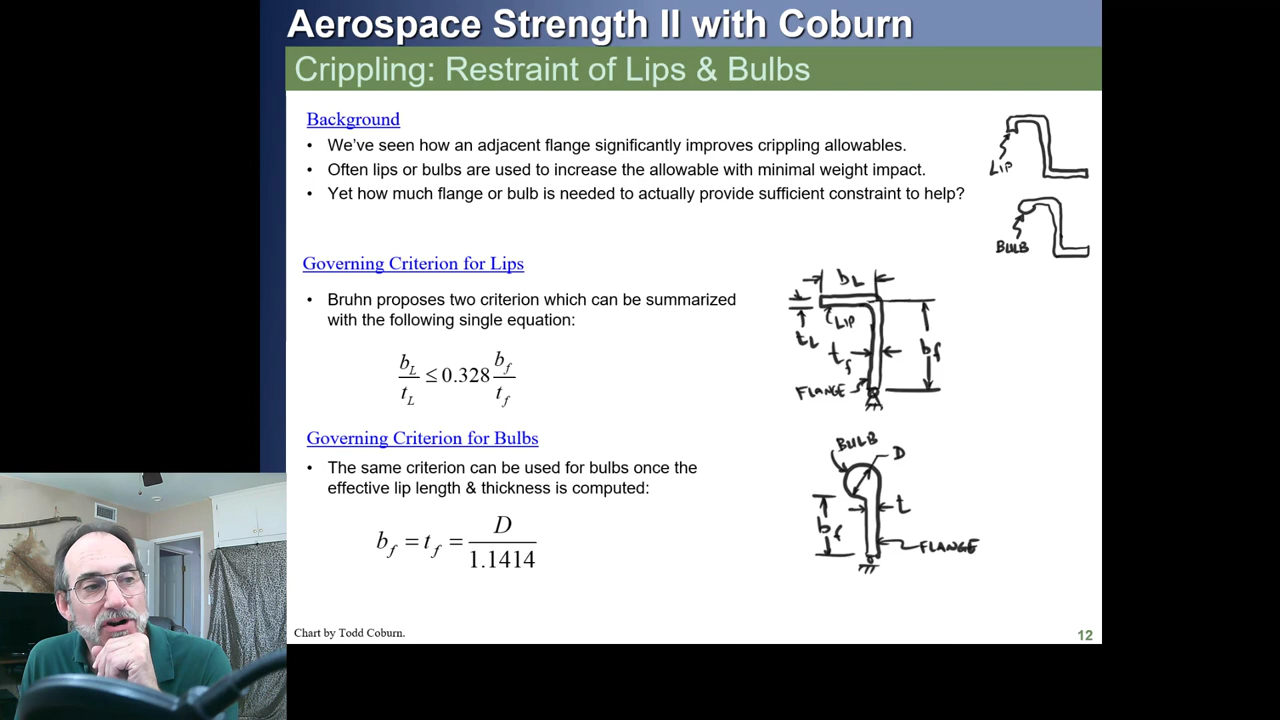 Aerospace Strength II with Coburn
Crippling: Restraint of Lips & Bulbs
Background
• We've seen how an adjacent flange significantly improves crippling allowables.
• Often lips or bulbs are used to increase the allowable with minimal weight impact.
• Yet how much flange or bulb is needed to actually provide sufficient constraint to help?
LIP
BULB
Governing Criterion for Lips
• Bruhn proposes two criterion which can be summarized
with the following single equation:
b_L/t_L ≤ 0.328 b_f/t_f
b_L
LIP
t_L
t_f
b_f
FLANGE
Governing Criterion for Bulbs
• The same criterion can be used for bulbs once the
effective lip length & thickness is computed:
b_f = t_f = D/1.1414
BULB
D
t
b_f
FLANGE
Chart by Todd Coburn.
12